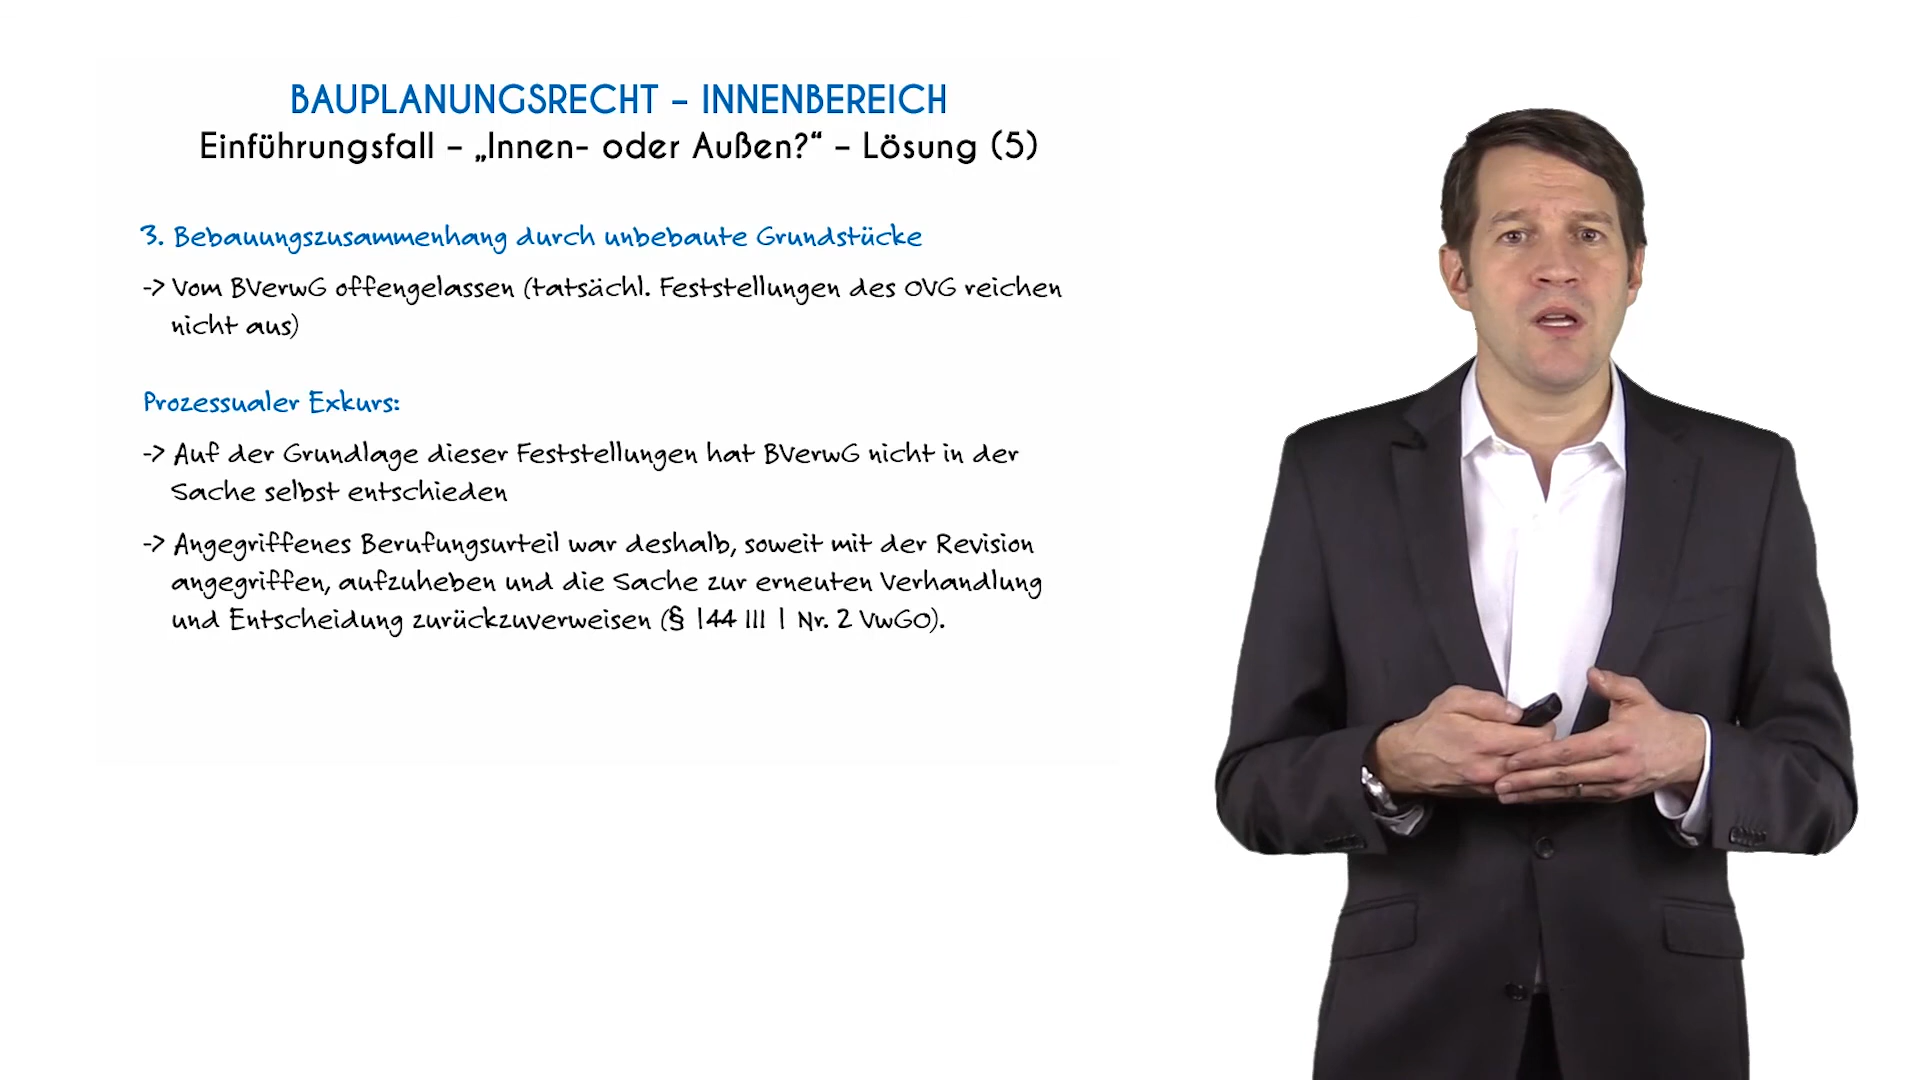 BAUPLANUNGSRECHT – INNENBEREICH
Einführungsfall – „Innen- oder Außen?“ – Lösung (5)
3. Bebauungszusammenhang durch unbebaute Grundstücke
-> Vom BVerwG offengelassen (tatsächl. Feststellungen des OVG reichen
nicht aus)
Prozessualer Exkurs:
-> Auf der Grundlage dieser Feststellungen hat BVerwG nicht in der
Sache selbst entschieden
-> Angegriffenes Berufungsurteil war deshalb, soweit mit der Revision
angegriffen, aufzuheben und die Sache zur erneuten Verhandlung
und Entscheidung zurückzuverweisen (§ 144 III 1 Nr. 2 VwGO).